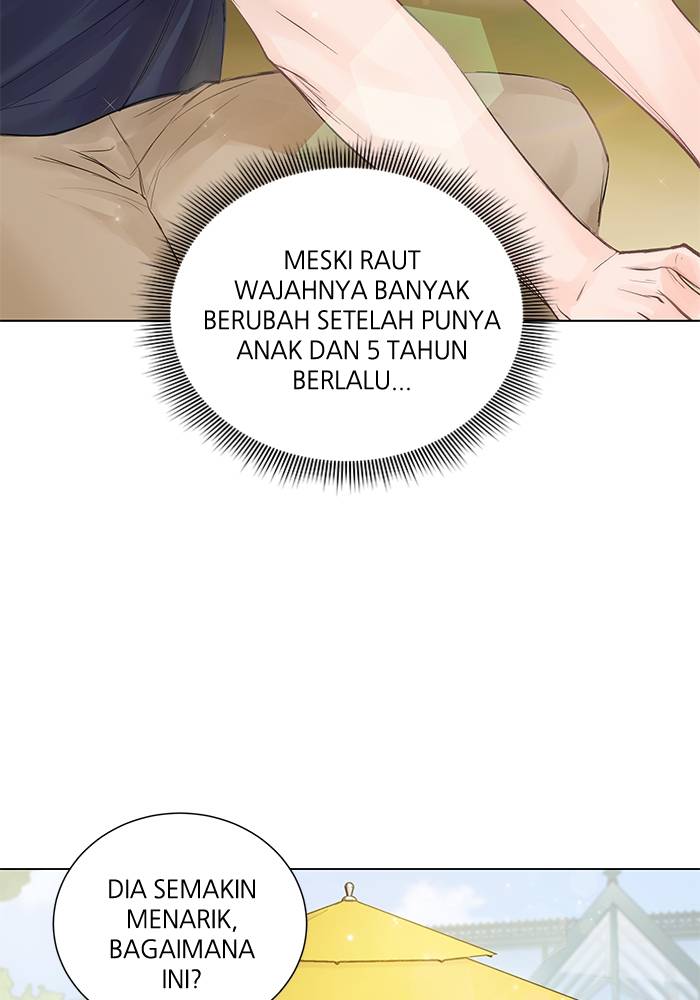 MESKI RAUT
WAJAHNYA BANYAK
BERUBAH SETELAH PUNYA
ANAK DAN 5 TAHUN
BERLALU...
DIA SEMAKIN
MENARIK,
BAGAIMANA
INI?